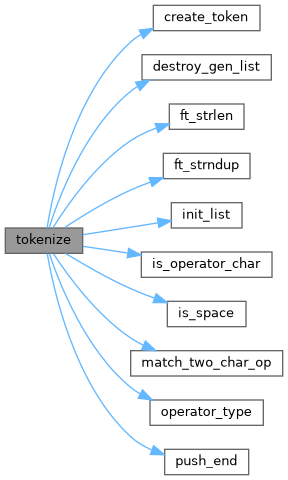 create_token
destroy_gen_list
ft_strlen
ft_strndup
init_list
tokenize
is_operator_char
is_space
match_two_char_op
operator_type
push_end